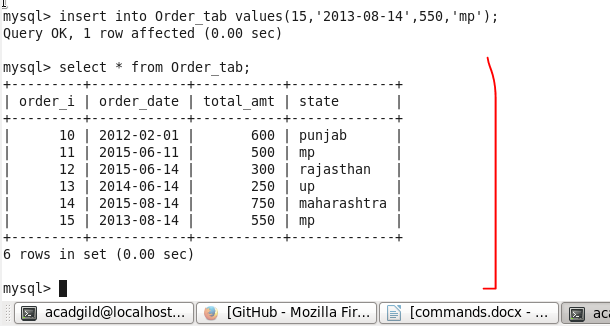 mysql> insert into Order_tab values(15,'2013-08-14',550,'mp');
Query OK, 1 row affected (0.00 sec)
mysql> select * from Order_tab;
+---------+------------+-----------+-------------+
| order_i | order_date | total_amt | state       |
+---------+------------+-----------+-------------+
|      10 | 2012-02-01 |       600 | punjab      |
|      11 | 2015-06-11 |       500 | mp          |
|      12 | 2015-06-14 |       300 | rajasthan   |
|      13 | 2014-06-14 |       250 | up          |
|      14 | 2015-08-14 |       750 | maharashtra |
|      15 | 2013-08-14 |       550 | mp          |
+---------+------------+-----------+-------------+
6 rows in set (0.00 sec)
mysql>
acadgild@localhost... [GitHub - Mozilla Fir... [commands.docx - ... ac